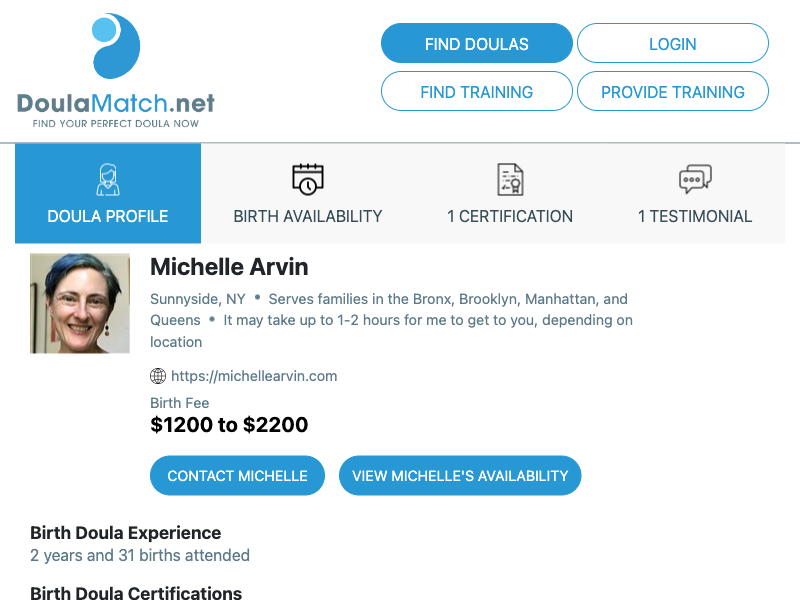 FIND DOULAS
LOGIN
DoulaMatch.net
FIND YOUR PERFECT DOULA NOW
FIND TRAINING
PROVIDE TRAINING
DOULA PROFILE
BIRTH AVAILABILITY
1 CERTIFICATION
1 TESTIMONIAL
Michelle Arvin
Sunnyside, NY • Serves families in the Bronx, Brooklyn, Manhattan, and
Queens • It may take up to 1-2 hours for me to get to you, depending on
location
https://michellearvin.com
Birth Fee
$1200 to $2200
CONTACT MICHELLE
VIEW MICHELLE'S AVAILABILITY
Birth Doula Experience
2 years and 31 births attended
Birth Doula Certifications